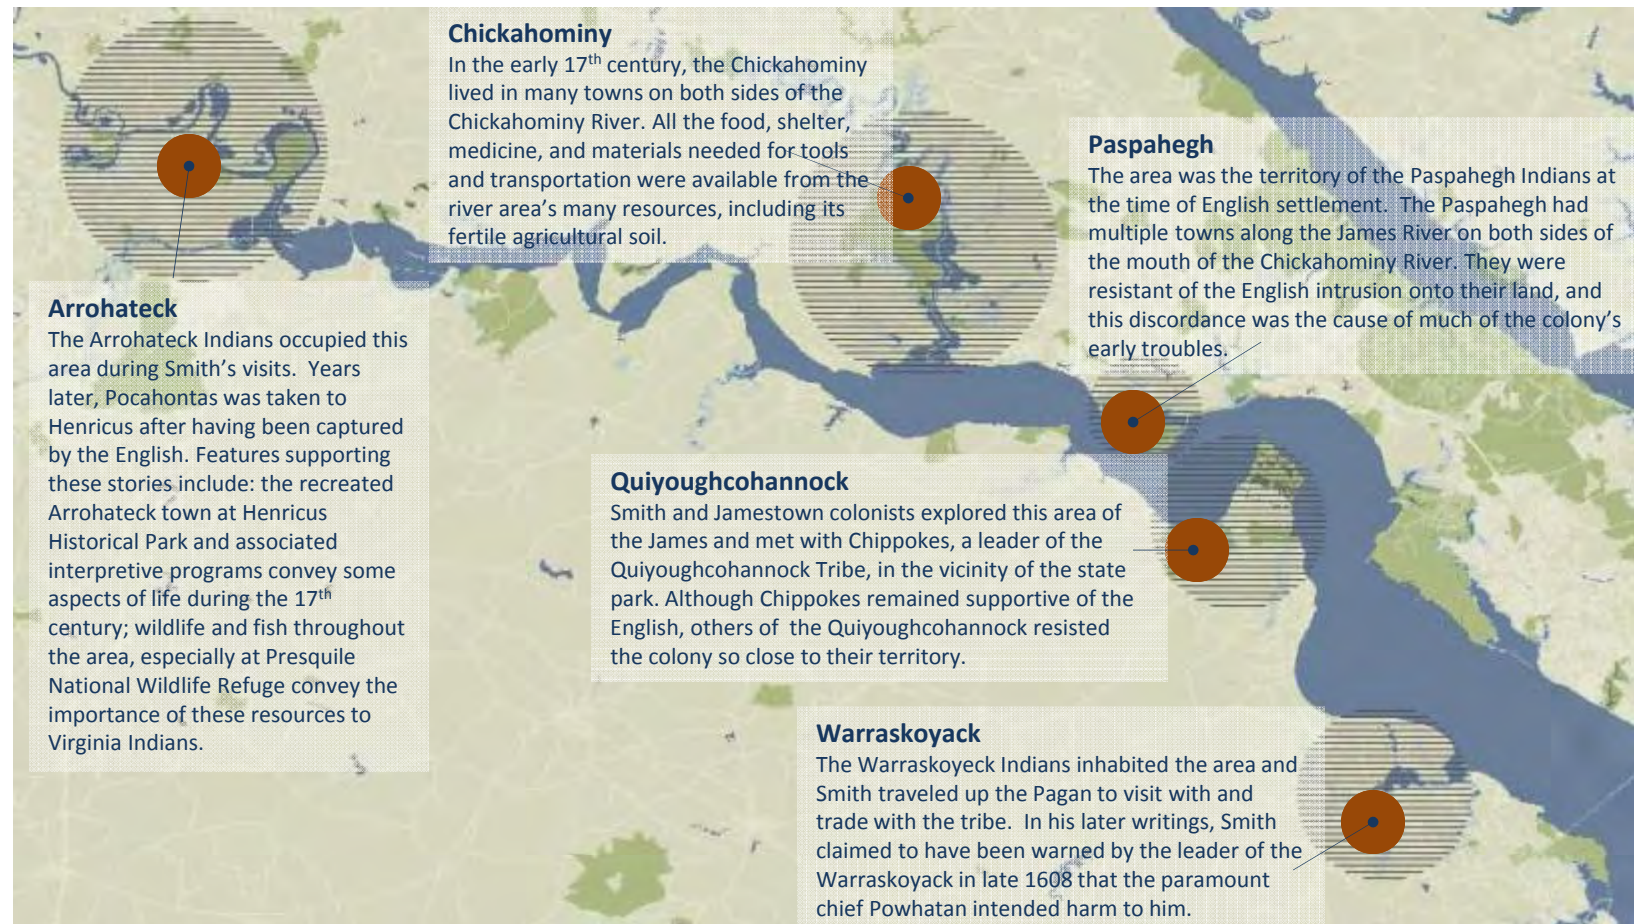 Chickahominy
In the early 17th century, the Chickahominy
lived in many towns on both sides of the
Chickahominy River. All the food, shelter,
medicine, and materials needed for tools
and transportation were available from the
river area's many resources, including its
fertile agricultural soil.
Paspahegh
The area was the territory of the Paspahegh Indians at
the time of English settlement.  The Paspahegh had
multiple towns along the James River on both sides of
the mouth of the Chickahominy River. They were
resistant of the English intrusion onto their land, and
this discordance was the cause of much of the colony's
early troubles.
Arrohateck
The Arrohateck Indians occupied this
area during Smith's visits.  Years
later, Pocahontas was taken to
Henricus after having been captured
by the English. Features supporting
these stories include: the recreated
Arrohateck town at Henricus
Historical Park and associated
interpretive programs convey some
aspects of life during the 17th
century; wildlife and fish throughout
the area, especially at Presquile
National Wildlife Refuge convey the
importance of these resources to
Virginia Indians.
Quiyoughcohannock
Smith and Jamestown colonists explored this area of
the James and met with Chippokes, a leader of the
Quiyoughcohannock Tribe, in the vicinity of the state
park. Although Chippokes remained supportive of the
English, others of  the Quiyoughcohannock resisted
the colony so close to their territory.
Warraskoyack
The Warraskoyeck Indians inhabited the area and
Smith traveled up the Pagan to visit with and
trade with the tribe.  In his later writings, Smith
claimed to have been warned by the leader of the
Warraskoyack in late 1608 that the paramount
chief Powhatan intended harm to him.